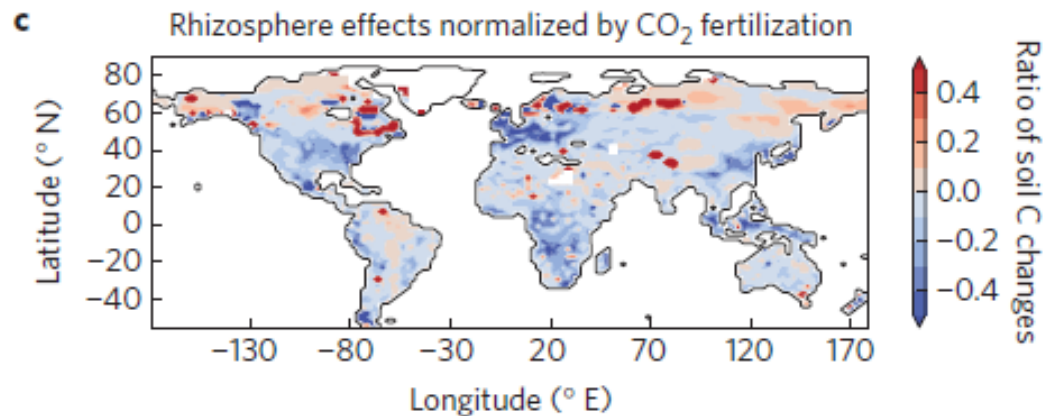 c
Rhizosphere effects normalized by CO₂ fertilization
80
60
40
20
0
−20
−40
Latitude (° N)
−130 −80 −30 20 70 120 170
Longitude (° E)
0.4
0.2
0.0
−0.2
−0.4
Ratio of soil C changes